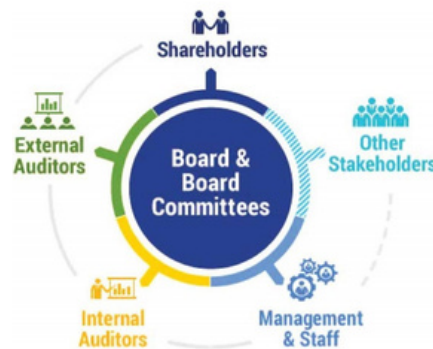 Shareholders
External
Auditors
Board &
Board
Committees
Other
Stakeholders
Internal
Auditors
Management
& Staff